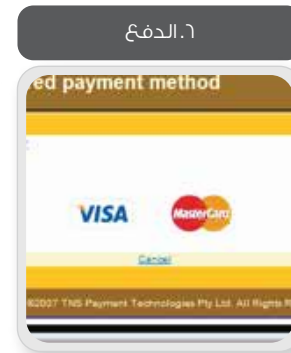 ٦. الدفع
ed payment method
VISA
MasterCard
Cancel
©2007 TNS Payment Technologies Pty Ltd. All Rights R